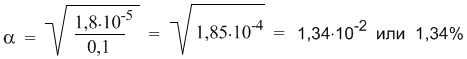 α = √(1,8·10⁻⁵ / 0,1) = √(1,85·10⁻⁴) = 1,34·10⁻² или 1,34%